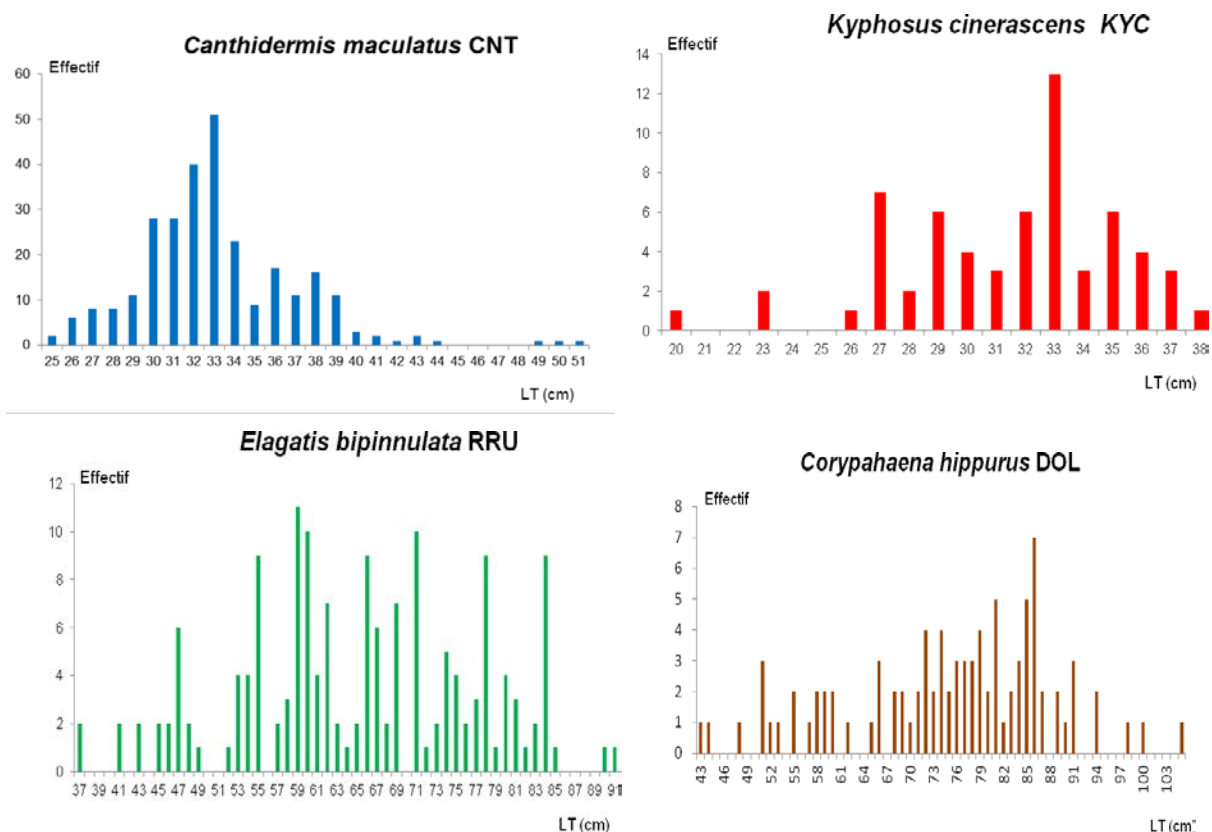 Canthidermis maculatus CNT
Effectif
60
50
40
30
20
10
0
25 26 27 28 29 30 31 32 33 34 35 36 37 38 39 40 41 42 43 44 45 46 47 48 49 50 51
LT (cm)
Kyphosus cinerascens KYC
Effectif
14
12
10
8
6
4
2
0
20 21 22 23 24 25 26 27 28 29 30 31 32 33 34 35 36 37 38
LT (cm)
Elagatis bipinnulata RRU
Effectif
12
10
8
6
4
2
0
37 39 41 43 45 47 49 51 53 55 57 59 61 63 65 67 69 71 73 75 77 79 81 83 85 87 89 91
LT (cm)
Corypahaena hippurus DOL
Effectif
8
7
6
5
4
3
2
1
0
43 46 49 52 55 58 61 64 67 70 73 76 79 82 85 88 91 94 97 100 103
LT (cm)